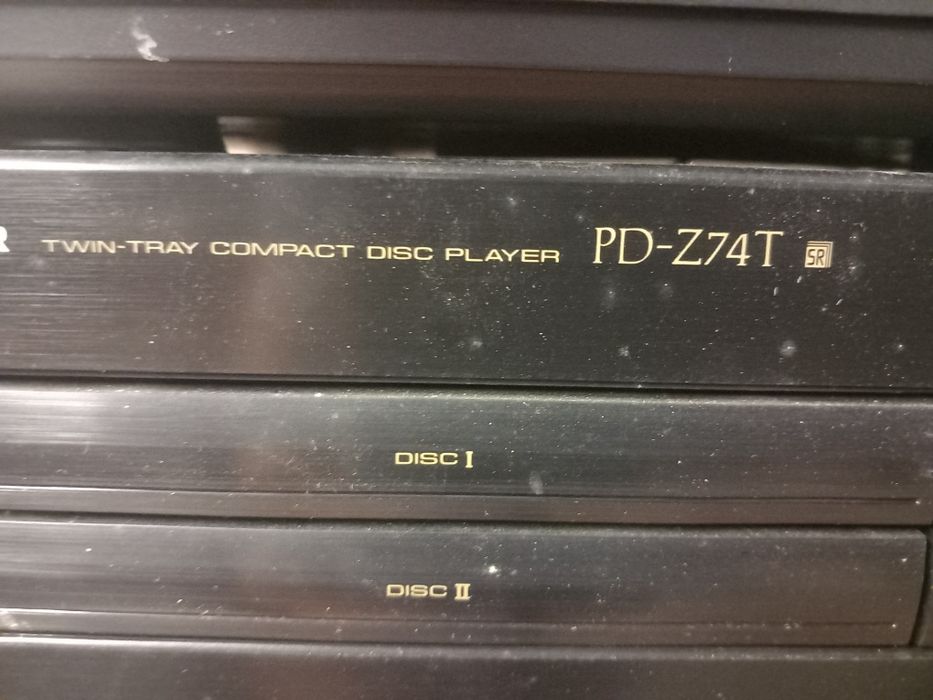 R TWIN-TRAY COMPACT DISC PLAYER PD-Z74T SR
DISC I
DISC II